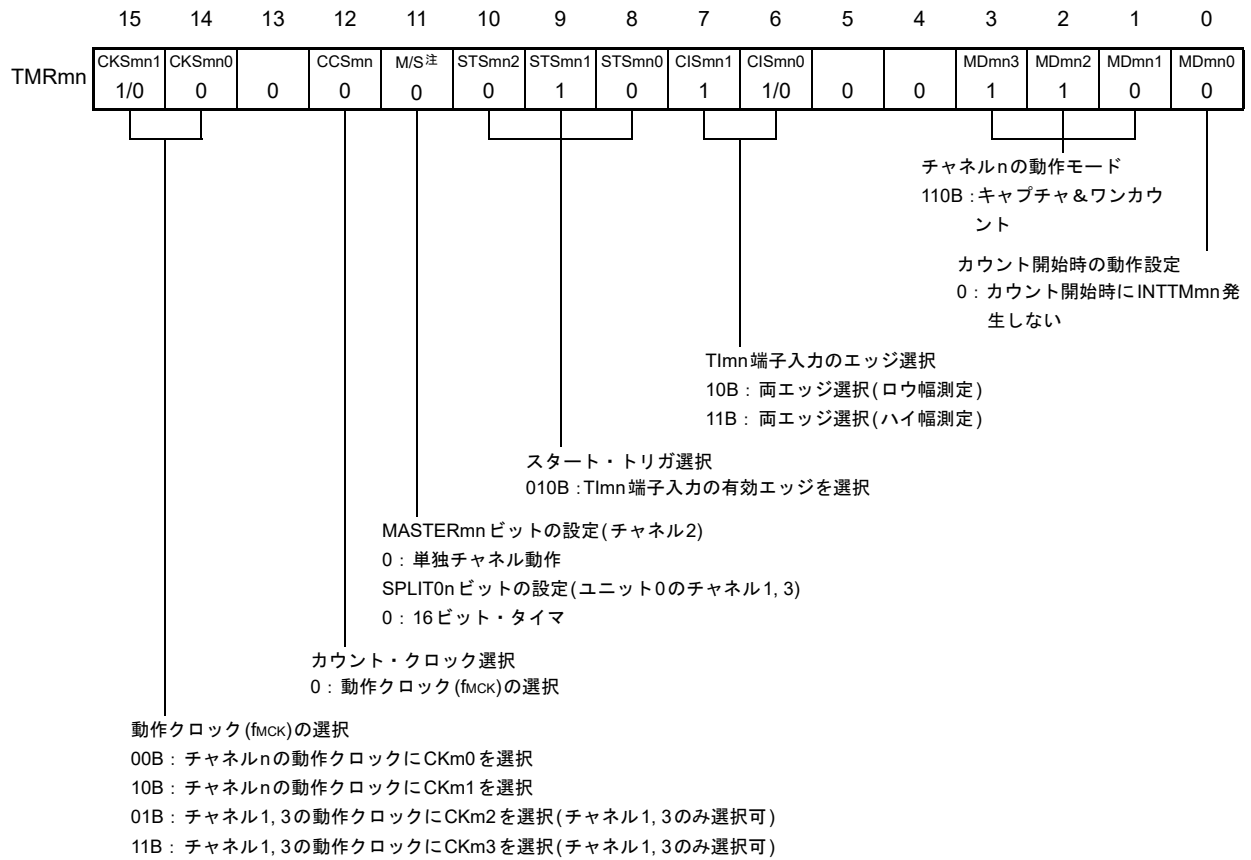 15 14 13 12 11 10 9 8 7 6 5 4 3 2 1 0
CKSmn1 CKSmn0 CCSmn M/S注 STSmn2 STSmn1 STSmn0 CISmn1 CISmn0 MDmn3 MDmn2 MDmn1 MDmn0
TMRmn
1/0 0 0 0 0 0 1 0 1 1/0 0 0 1 1 0 0
チャネルnの動作モード
110B：キャプチャ＆ワンカウ
ント
カウント開始時の動作設定
0：カウント開始時にINTTMmn発
生しない
TImn端子入力のエッジ選択
10B：両エッジ選択(ロウ幅測定)
11B：両エッジ選択(ハイ幅測定)
スタート・トリガ選択
010B：TImn端子入力の有効エッジを選択
MASTERmnビットの設定(チャネル2)
0：単独チャネル動作
SPLIT0nビットの設定(ユニット0のチャネル1, 3)
0：16ビット・タイマ
カウント・クロック選択
0：動作クロック(fMCK)の選択
動作クロック(fMCK)の選択
00B：チャネルnの動作クロックにCKm0を選択
10B：チャネルnの動作クロックにCKm1を選択
01B：チャネル1, 3の動作クロックにCKm2を選択(チャネル1, 3のみ選択可)
11B：チャネル1, 3の動作クロックにCKm3を選択(チャネル1, 3のみ選択可)